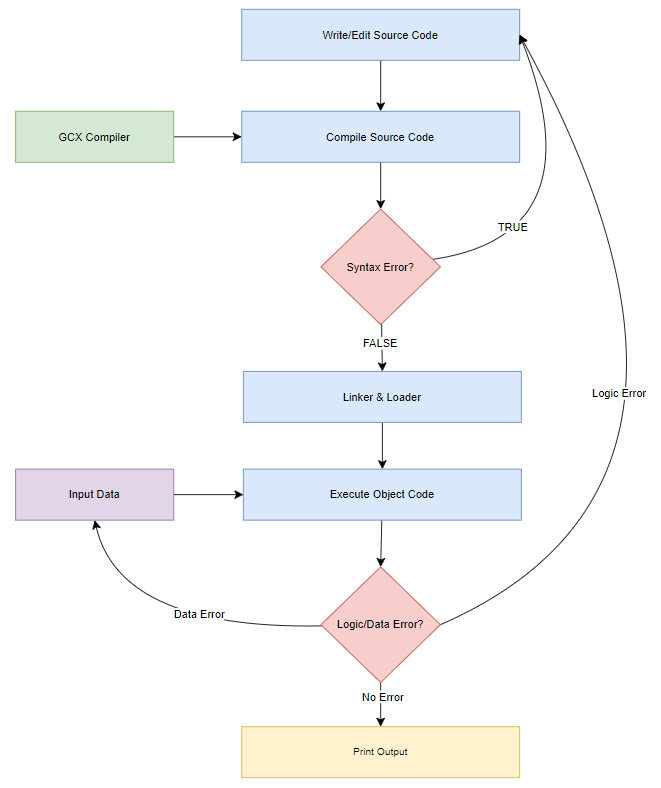 Write/Edit Source Code
GCX Compiler
Compile Source Code
TRUE
Syntax Error?
FALSE
Linker & Loader
Logic Error
Input Data
Execute Object Code
Data Error
Logic/Data Error?
No Error
Print Output